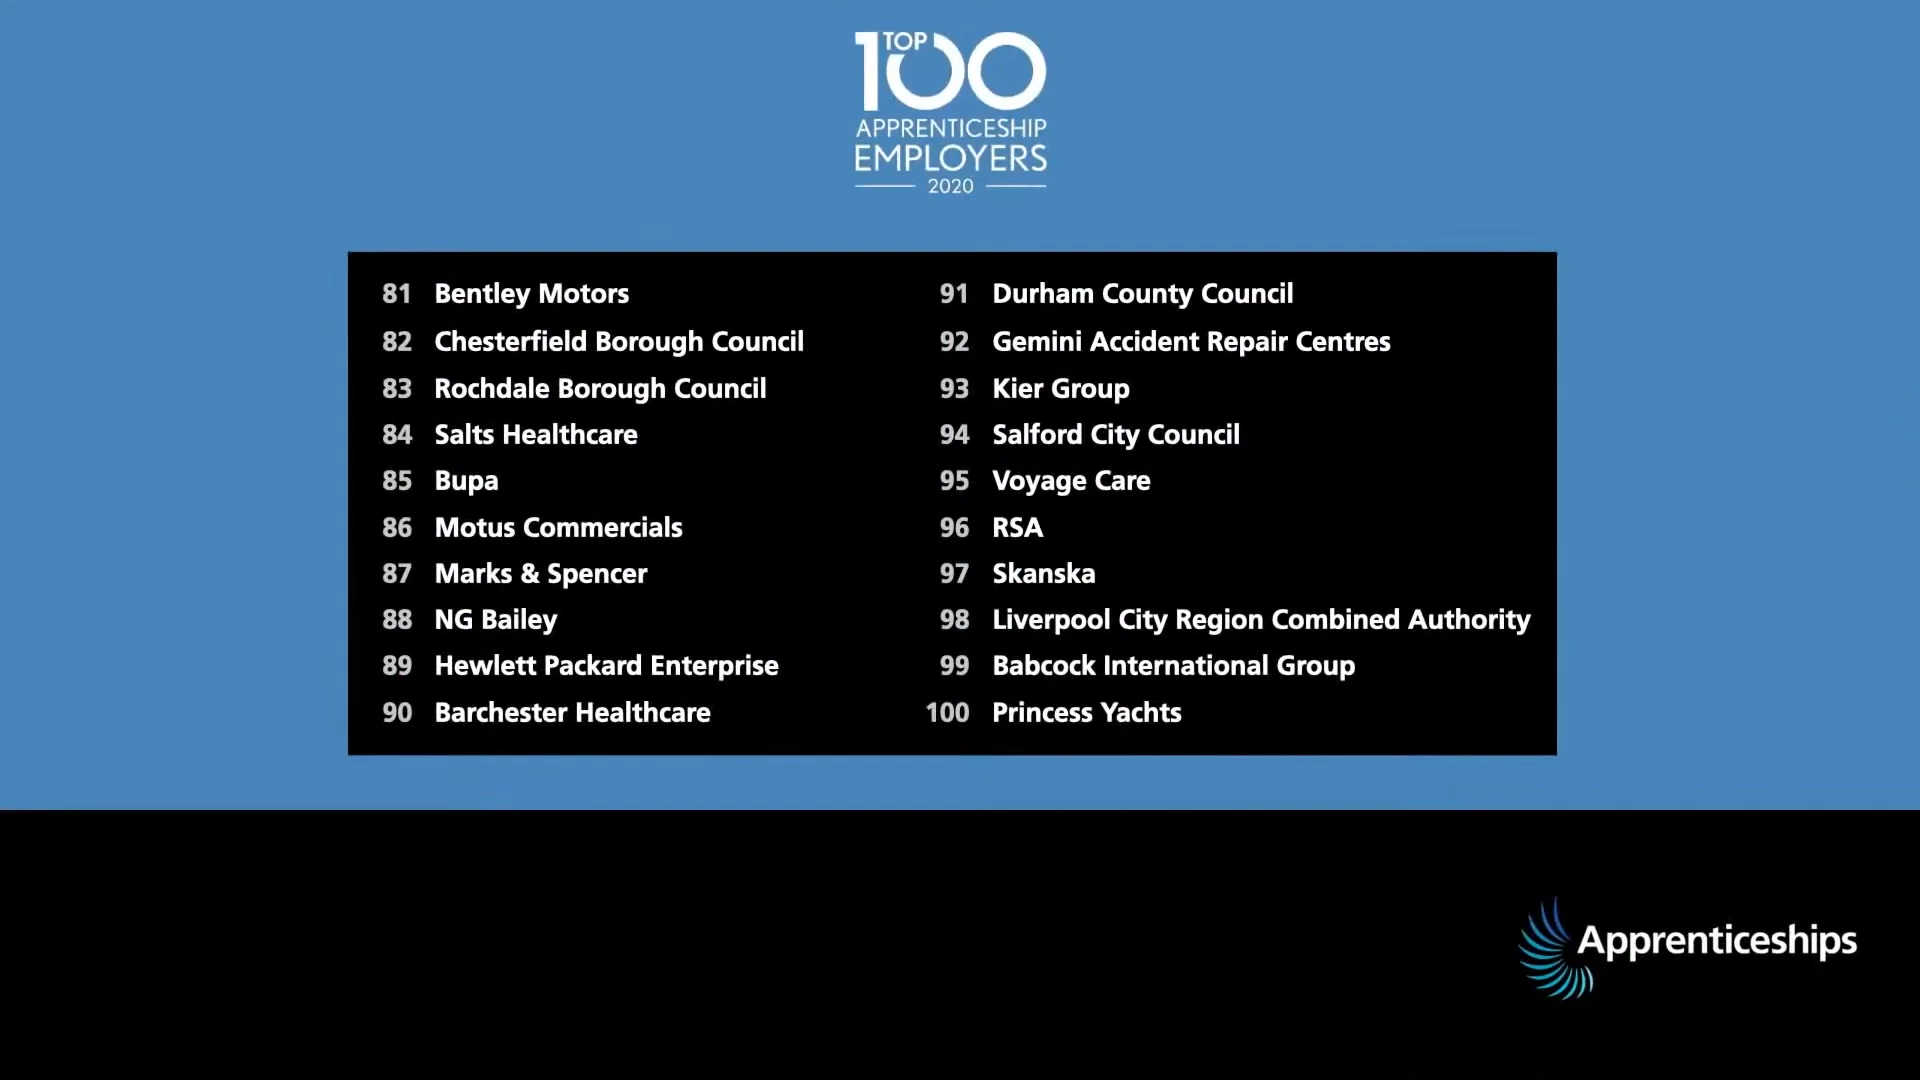 TOP
100
APPRENTICESHIP
EMPLOYERS
2020
81 Bentley Motors
82 Chesterfield Borough Council
83 Rochdale Borough Council
84 Salts Healthcare
85 Bupa
86 Motus Commercials
87 Marks & Spencer
88 NG Bailey
89 Hewlett Packard Enterprise
90 Barchester Healthcare
91 Durham County Council
92 Gemini Accident Repair Centres
93 Kier Group
94 Salford City Council
95 Voyage Care
96 RSA
97 Skanska
98 Liverpool City Region Combined Authority
99 Babcock International Group
100 Princess Yachts
Apprenticeships